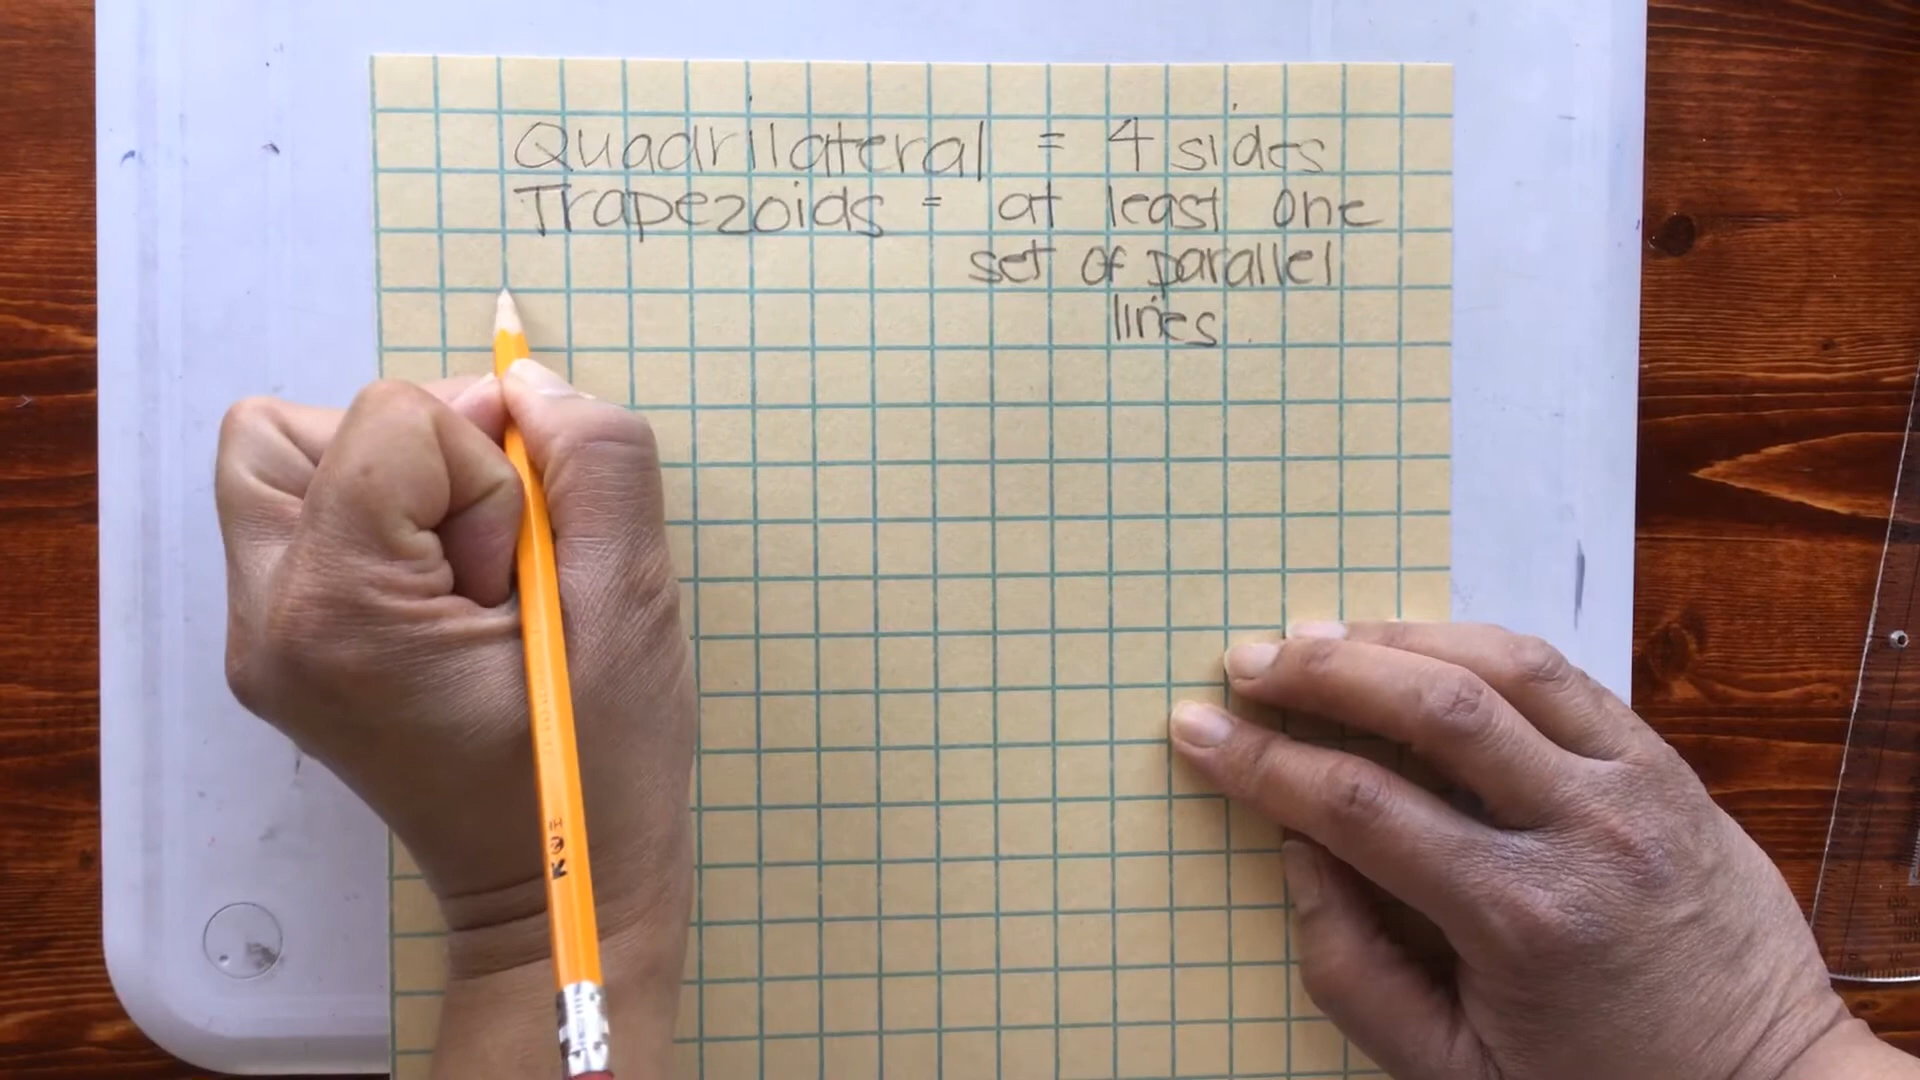 Quadrilateral = 4 sides
Trapezoids = at least one
set of parallel
lines.